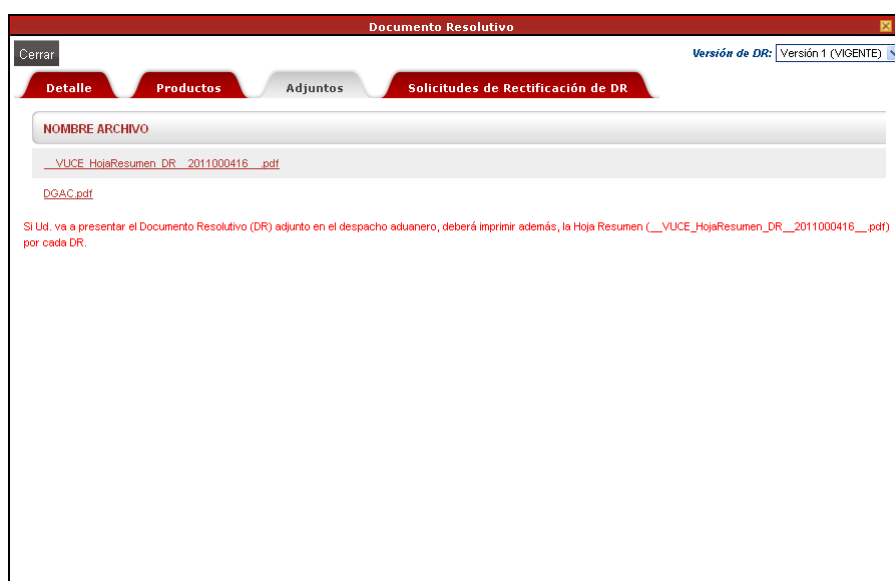 Documento Resolutivo
Cerrar
Versión de DR: Versión 1 (VIGENTE)
Detalle Productos Adjuntos Solicitudes de Rectificación de DR
NOMBRE ARCHIVO
__VUCE_HojaResumen_DR__2011000416__.pdf
DGAC.pdf
Si Ud. va a presentar el Documento Resolutivo (DR) adjunto en el despacho aduanero, deberá imprimir además, la Hoja Resumen (__VUCE_HojaResumen_DR__2011000416__.pdf)
por cada DR.